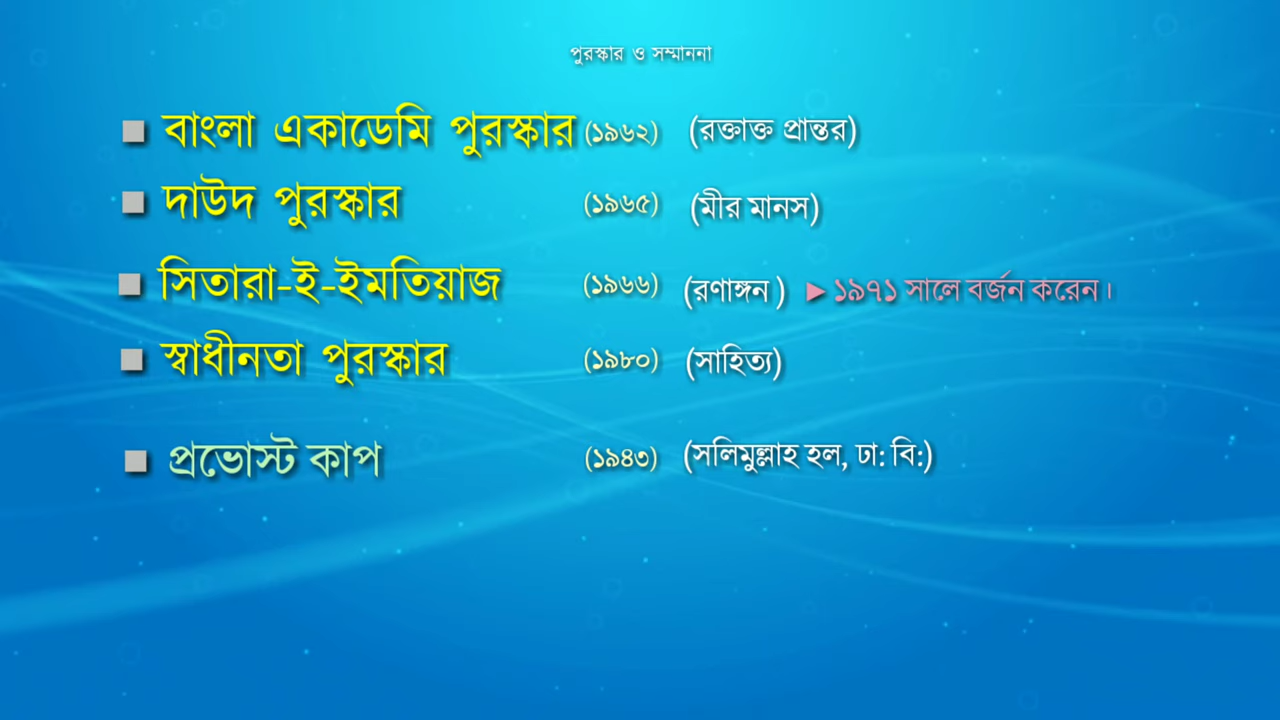 পুরস্কার ও সম্মাননা
■ বাংলা একাডেমি পুরস্কার (১৯৬২) (রক্তাক্ত প্রান্তর)
■ দাউদ পুরস্কার (১৯৬৫) (মীর মানস)
■ সিতারা-ই-ইমতিয়াজ (১৯৬৬) (রণাঙ্গন ) ►১৯৭১ সালে বর্জন করেন।
■ স্বাধীনতা পুরস্কার (১৯৮০) (সাহিত্য)
■ প্রভোস্ট কাপ (১৯৪৩) (সলিমুল্লাহ হল, ঢা: বি:)